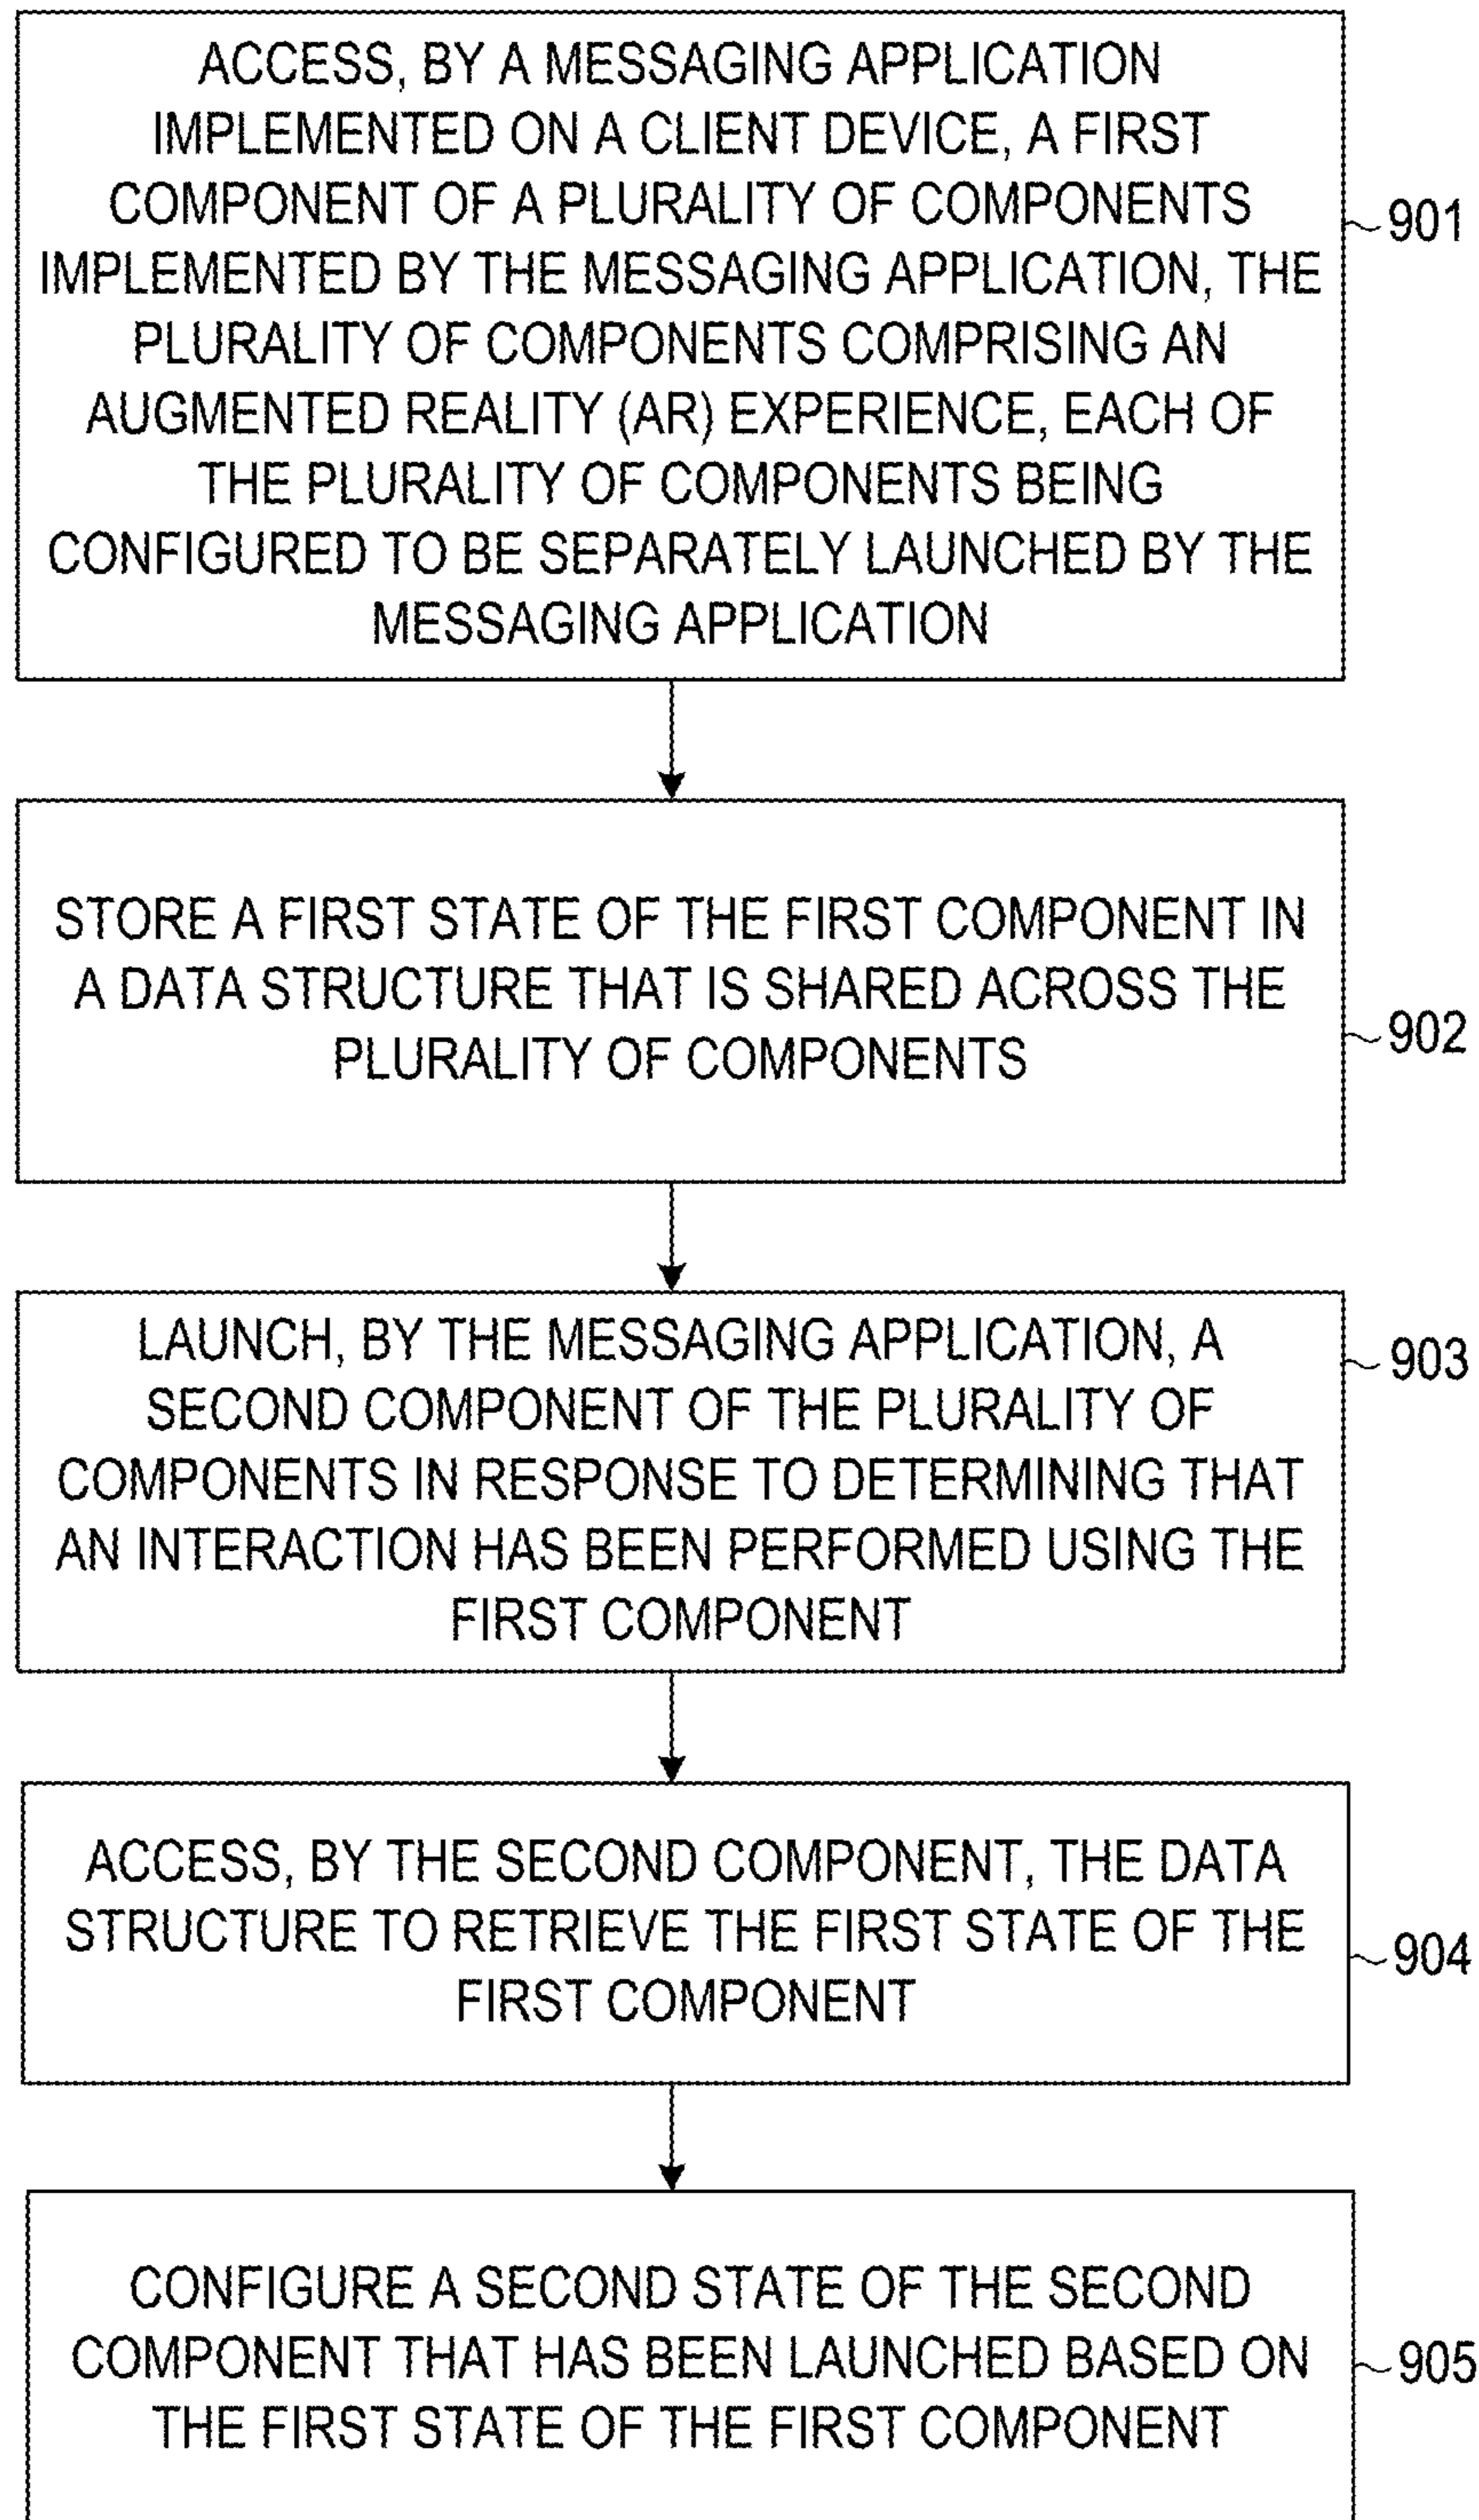 ACCESS, BY A MESSAGING APPLICATION
IMPLEMENTED ON A CLIENT DEVICE, A FIRST
COMPONENT OF A PLURALITY OF COMPONENTS
IMPLEMENTED BY THE MESSAGING APPLICATION, THE
PLURALITY OF COMPONENTS COMPRISING AN
AUGMENTED REALITY (AR) EXPERIENCE, EACH OF
THE PLURALITY OF COMPONENTS BEING
CONFIGURED TO BE SEPARATELY LAUNCHED BY THE
MESSAGING APPLICATION
901
STORE A FIRST STATE OF THE FIRST COMPONENT IN
A DATA STRUCTURE THAT IS SHARED ACROSS THE
PLURALITY OF COMPONENTS
902
LAUNCH, BY THE MESSAGING APPLICATION, A
SECOND COMPONENT OF THE PLURALITY OF
COMPONENTS IN RESPONSE TO DETERMINING THAT
AN INTERACTION HAS BEEN PERFORMED USING THE
FIRST COMPONENT
903
ACCESS, BY THE SECOND COMPONENT, THE DATA
STRUCTURE TO RETRIEVE THE FIRST STATE OF THE
FIRST COMPONENT
904
CONFIGURE A SECOND STATE OF THE SECOND
COMPONENT THAT HAS BEEN LAUNCHED BASED ON
THE FIRST STATE OF THE FIRST COMPONENT
905